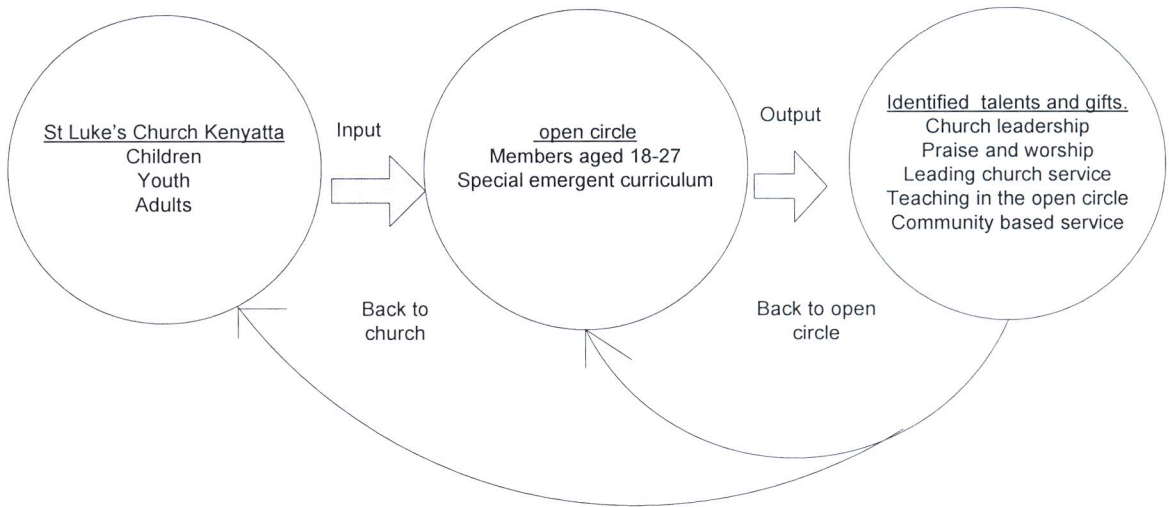 St Luke's Church Kenyatta
Children
Youth
Adults
Input
open circle
Members aged 18-27
Special emergent curriculum
Output
Identified talents and gifts.
Church leadership
Praise and worship
Leading church service
Teaching in the open circle
Community based service
Back to
church
Back to open
circle